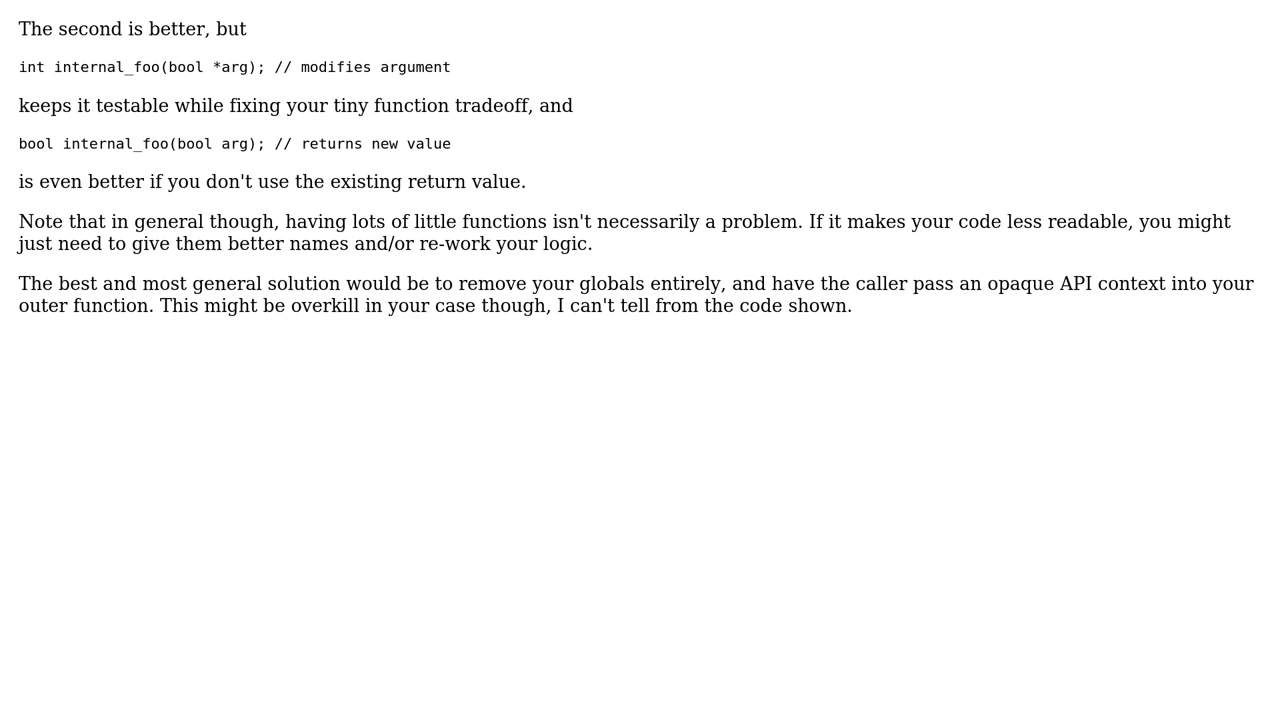 The second is better, but
int internal_foo(bool *arg); // modifies argument
keeps it testable while fixing your tiny function tradeoff, and
bool internal_foo(bool arg); // returns new value
is even better if you don't use the existing return value.
Note that in general though, having lots of little functions isn't necessarily a problem. If it makes your code less readable, you might
just need to give them better names and/or re-work your logic.
The best and most general solution would be to remove your globals entirely, and have the caller pass an opaque API context into your
outer function. This might be overkill in your case though, I can't tell from the code shown.